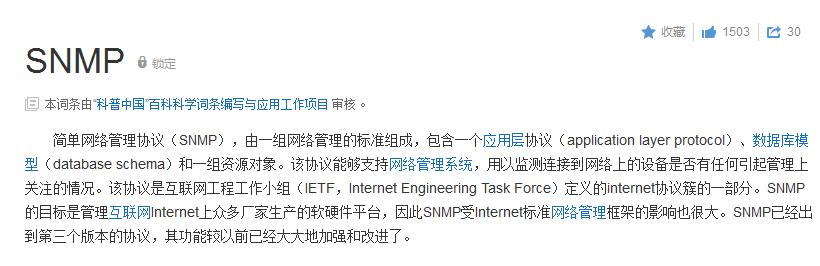 收藏 1503 30
SNMP 锁定
本词条由“科普中国”百科科学词条编写与应用工作项目 审核 。
简单网络管理协议（SNMP），由一组网络管理的标准组成，包含一个应用层协议（application layer protocol）、数据库模
型（database schema）和一组资源对象。该协议能够支持网络管理系统，用以监测连接到网络上的设备是否有任何引起管理上
关注的情况。该协议是互联网工程工作小组（IETF，Internet Engineering Task Force）定义的internet协议簇的一部分。SNMP
的目标是管理互联网Internet上众多厂家生产的软硬件平台，因此SNMP受Internet标准网络管理框架的影响也很大。SNMP已经出
到第三个版本的协议，其功能较以前已经大大地加强和改进了。